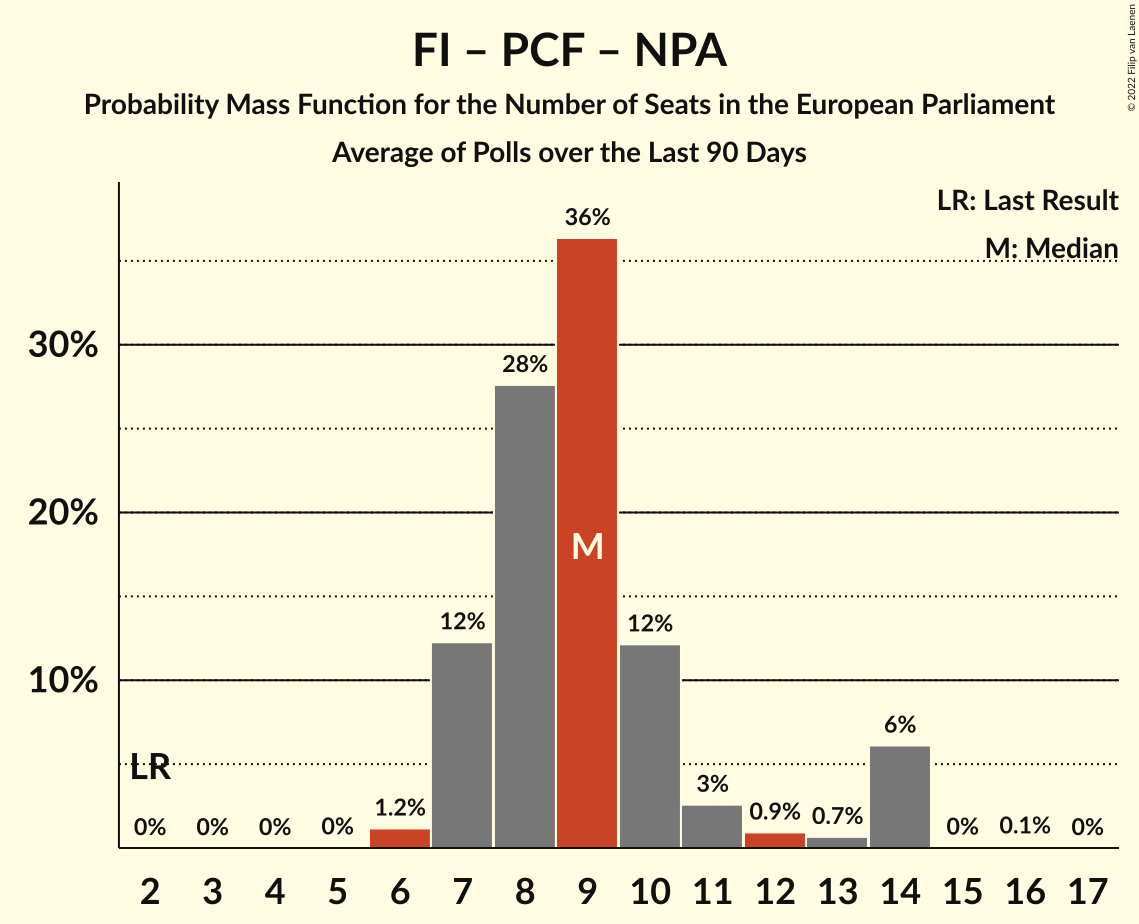 FI – PCF – NPA
Probability Mass Function for the Number of Seats in the European Parliament
Average of Polls over the Last 90 Days
© 2022 Filip van Laenen
LR: Last Result
M: Median
36%
30%
28%
20%
M
12%
12%
10%
6%
LR
3%
0%
0%
0%
0%
1.2%
0.9%
0.7%
0%
0.1%
0%
2 3 4 5 6 7 8 9 10 11 12 13 14 15 16 17